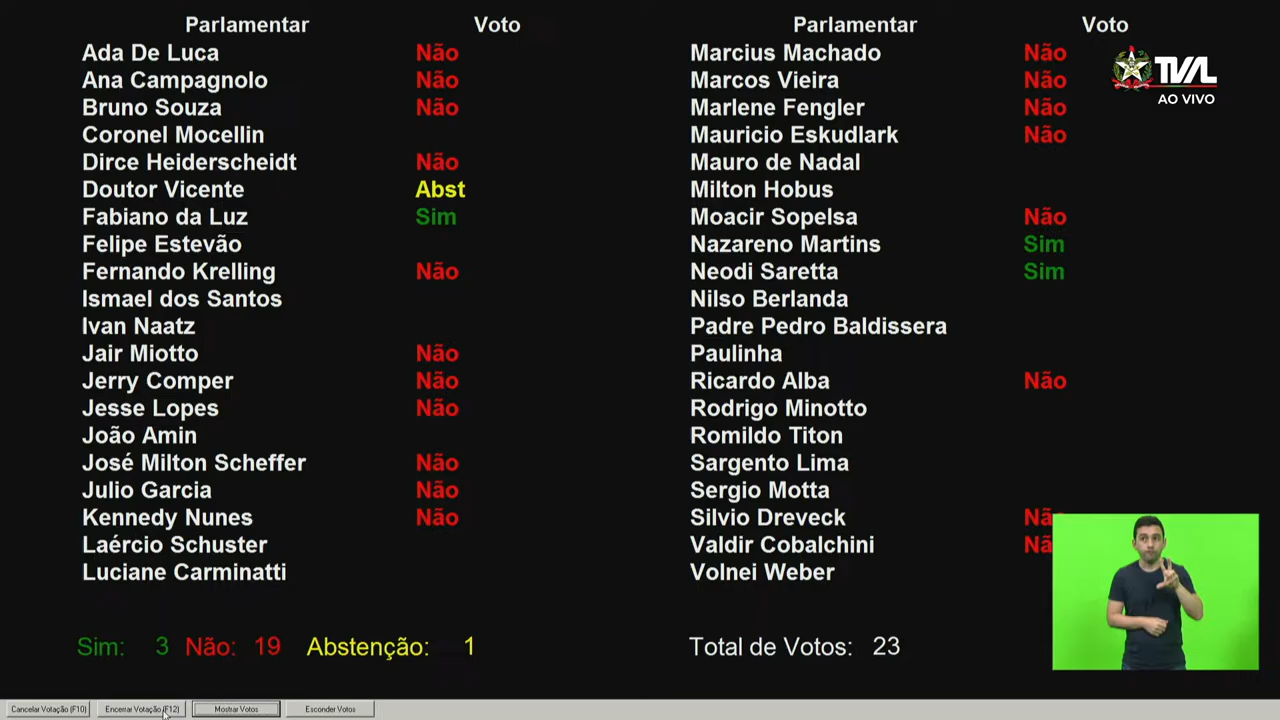 Parlamentar Voto Parlamentar Voto
Ada De Luca Não Marcius Machado Não
Ana Campagnolo Não Marcos Vieira Não
Bruno Souza Não Marlene Fengler Não
Coronel Mocellin Mauricio Eskudlark Não
Dirce Heiderscheidt Não Mauro de Nadal
Doutor Vicente Abst Milton Hobus
Fabiano da Luz Sim Moacir Sopelsa Não
Felipe Estevão Nazareno Martins Sim
Fernando Krelling Não Neodi Saretta Sim
Ismael dos Santos Nilso Berlanda
Ivan Naatz Padre Pedro Baldissera
Jair Miotto Não Paulinha
Jerry Comper Não Ricardo Alba Não
Jesse Lopes Não Rodrigo Minotto
João Amin Romildo Titon
José Milton Scheffer Não Sargento Lima
Julio Garcia Não Sergio Motta
Kennedy Nunes Não Silvio Dreveck Nã
Laércio Schuster Valdir Cobalchini Nã
Luciane Carminatti Volnei Weber
Sim: 3 Não: 19 Abstenção: 1 Total de Votos: 23
TVAL
AO VIVO
Cancelar Votação (F10) Encerrar Votação (F12) Mostrar Votos Esconder Votos